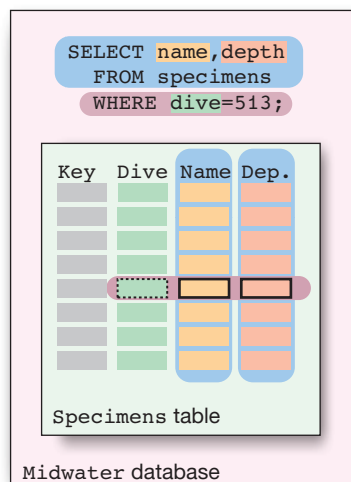 SELECT name,depth
FROM specimens
WHERE dive=513;
Key Dive Name Dep.
Specimens table
Midwater database